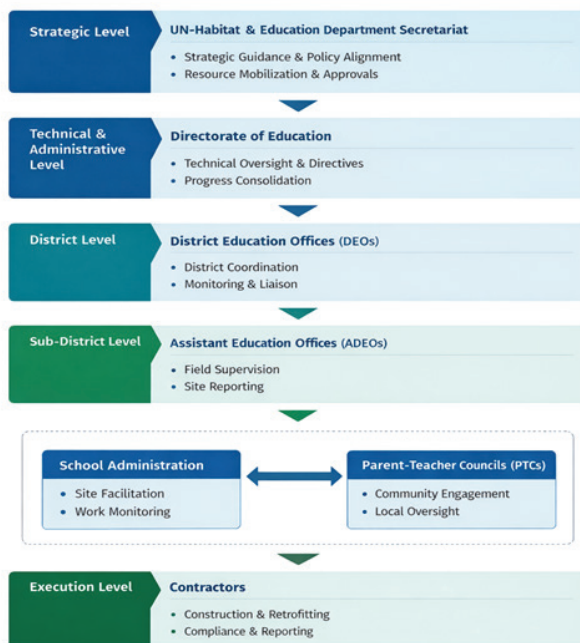 Strategic Level
UN-Habitat & Education Department Secretariat
• Strategic Guidance & Policy Alignment
• Resource Mobilization & Approvals
Technical &
Administrative
Level
Directorate of Education
• Technical Oversight & Directives
• Progress Consolidation
District Level
District Education Offices (DEOs)
• District Coordination
• Monitoring & Liaison
Sub-District Level
Assistant Education Offices (ADEOs)
• Field Supervision
• Site Reporting
School Administration
• Site Facilitation
• Work Monitoring
Parent-Teacher Councils (PTCs)
• Community Engagement
• Local Oversight
Execution Level
Contractors
• Construction & Retrofitting
• Compliance & Reporting